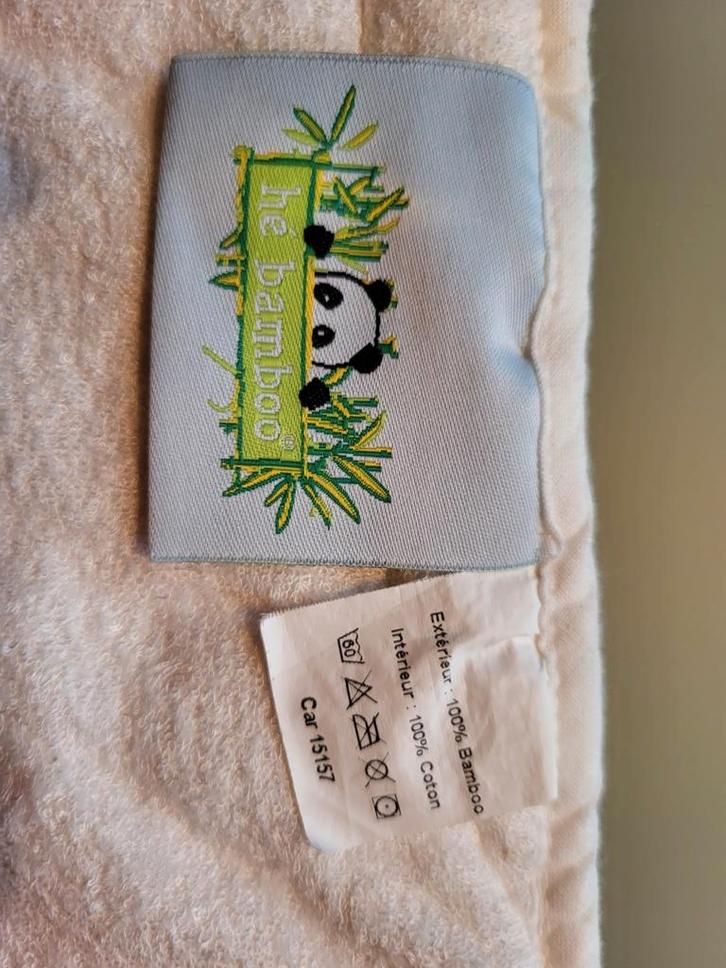 he bamboo®
Extérieur : 100% Bamboo
Intérieur : 100% Coton
60
Car 15157